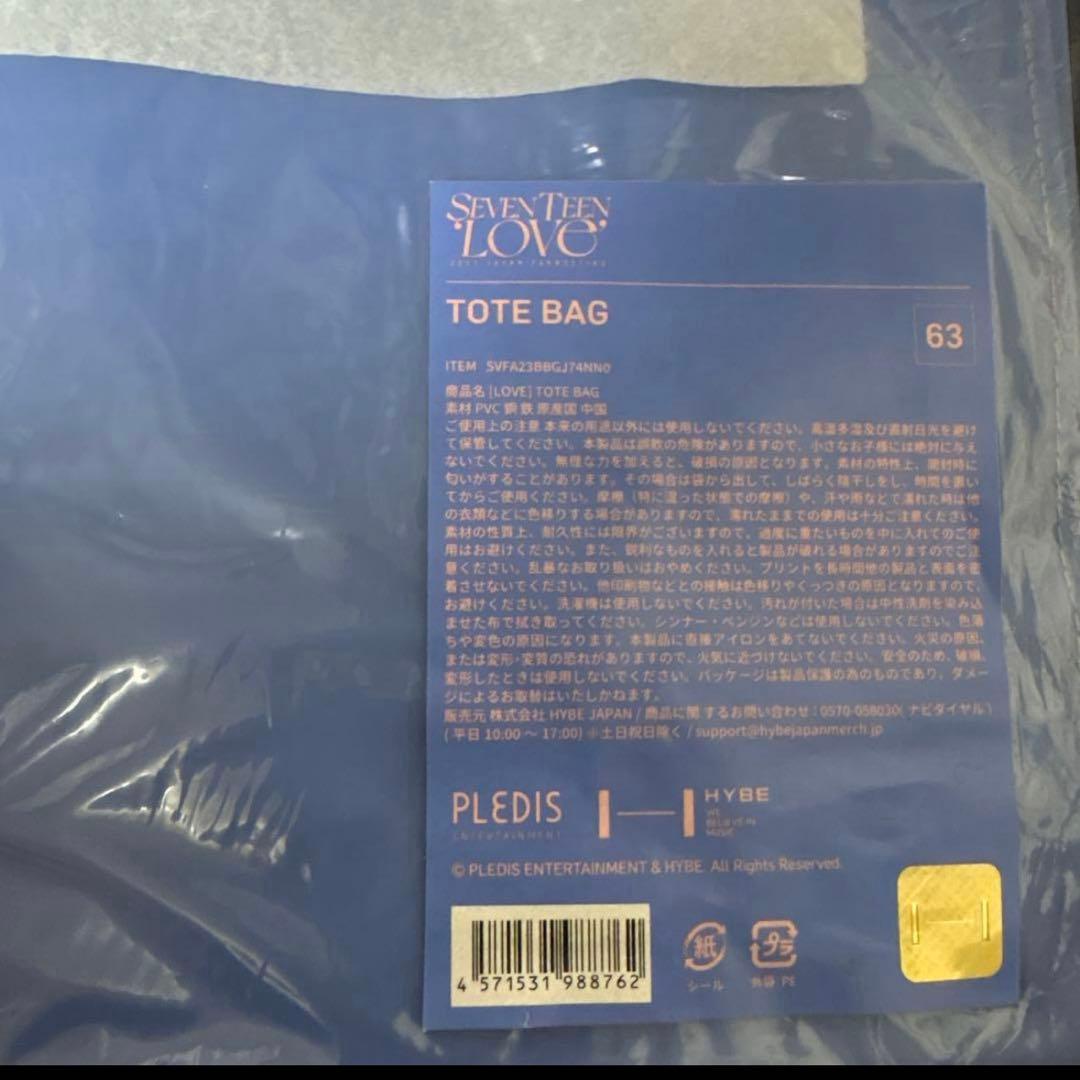 SEVENTEEN
'LOVE'
2023 JAPAN FANMEETING
TOTE BAG
63
ITEM SVFA23BBGJ74NN0
商品名 [LOVE] TOTE BAG
素材 PVC 銅 鉄 原産国 中国
ご使用上の注意 本来の用途以外には使用しないでください。高温多湿及び直射日光を避け
て保管してください。本製品は誤飲の危険がありますので、小さなお子様には絶対に与え
ないでください。無理な力を加えると、破損の原因となります。素材の特性上、開封時に
匂いがすることがあります。その場合は袋から出して、しばらく陰干しをし、時間を置い
てからご使用ください。摩擦（特に湿った状態での摩擦）や、汗や雨などで濡れた時は他
の衣類などに色移りする場合がありますので、濡れたままでの使用は十分ご注意ください。
素材の性質上、耐久性には限界がございますので、過度に重たいものを中に入れてのご使
用はお避けください。また、鋭利なものを入れると製品が破れる場合がありますのでご注
意ください。乱暴なお取り扱いはおやめください。プリントを長時間他の製品と表面を密
着させないでください。他印刷物などとの接触は色移りやくっつきの原因となりますので、
お避けください。洗濯機は使用しないでください。汚れが付いた場合は中性洗剤を染み込
ませた布で拭き取ってください。シンナー・ベンジンなどは使用しないでください。色落
ちや変色の原因になります。本製品に直接アイロンをあてないでください。火災の原因、
または変形・変質の恐れがありますので、火気に近づけないでください。安全のため、破損、
変形したときは使用しないでください。パッケージは製品保護の為のものであり、ダメー
ジによるお取替はいたしかねます。
販売元 株式会社 HYBE JAPAN / 商品に関するお問い合わせ：0570-058030( ナビダイヤル )
( 平日 10:00 ～ 17:00) ※土日祝日除く / support@hybejapanmerch.jp
PLEDIS
ENTERTAINMENT
HYBE
WE
BELIEVE IN
MUSIC
© PLEDIS ENTERTAINMENT & HYBE. All Rights Reserved.
4 571531 988762
紙
シール
プラ
外袋 PE